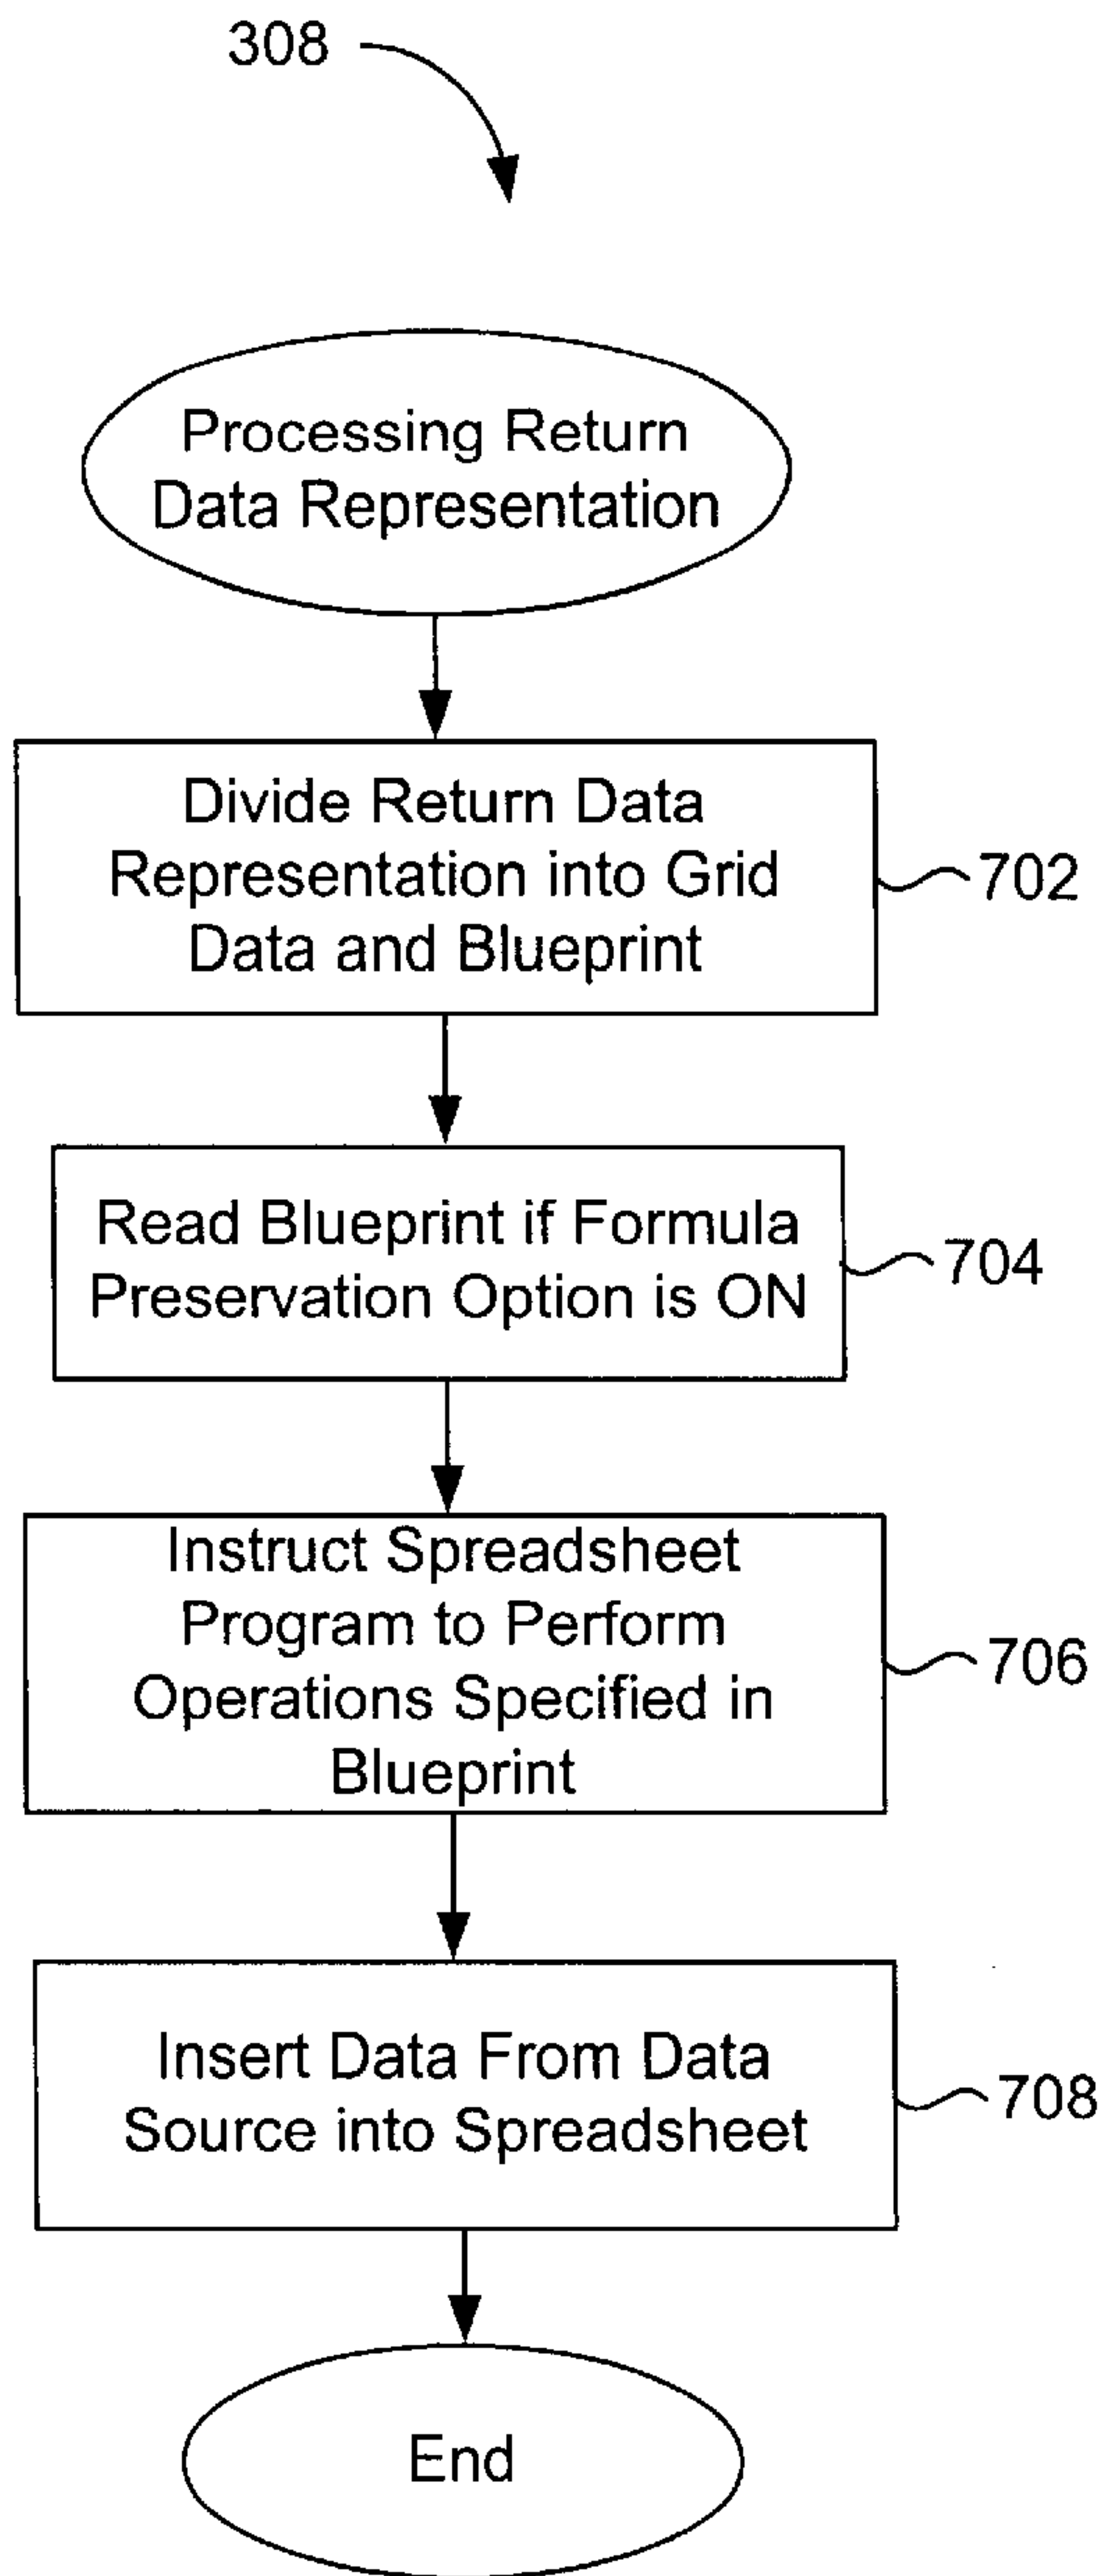 308
Processing Return
Data Representation
Divide Return Data
Representation into Grid
Data and Blueprint
702
Read Blueprint if Formula
Preservation Option is ON
704
Instruct Spreadsheet
Program to Perform
Operations Specified in
Blueprint
706
Insert Data From Data
Source into Spreadsheet
708
End